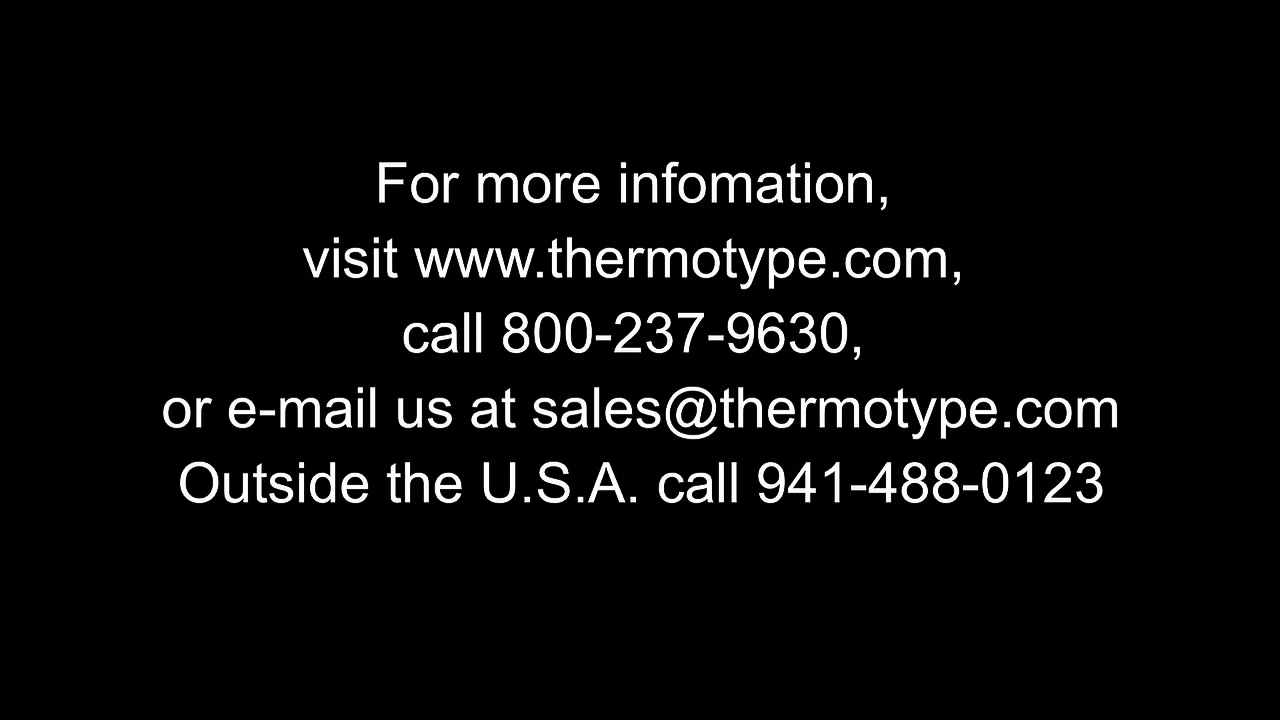 For more infomation,
visit www.thermotype.com,
call 800-237-9630,
or e-mail us at sales@thermotype.com
Outside the U.S.A. call 941-488-0123